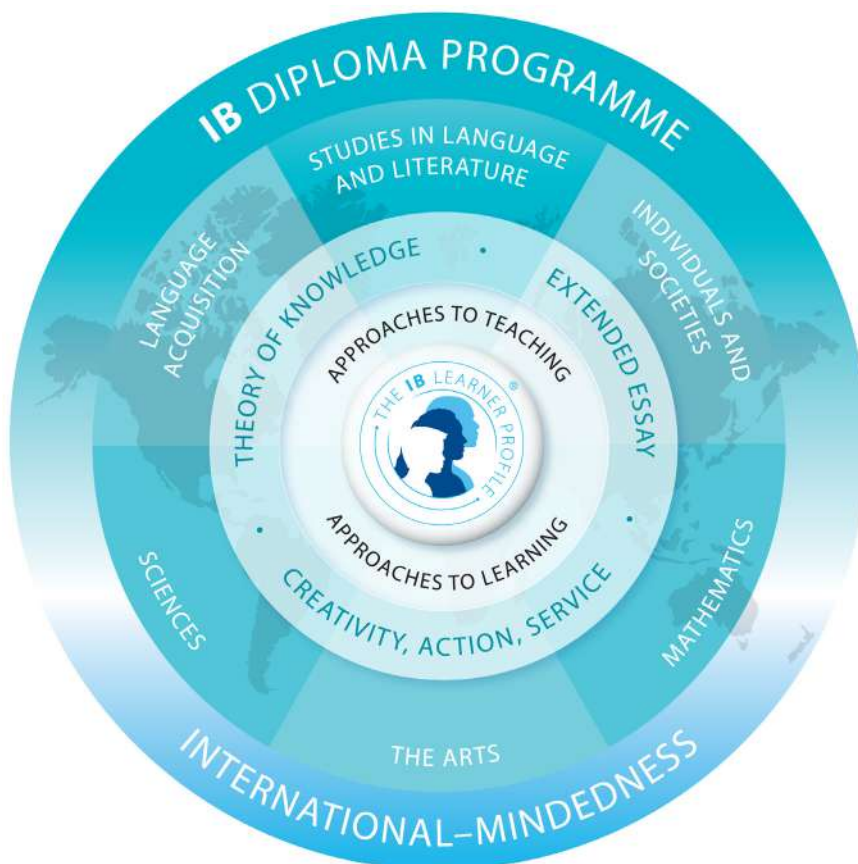 IB DIPLOMA PROGRAMME
STUDIES IN LANGUAGE
AND LITERATURE
LANGUAGE
ACQUISITION
INDIVIDUALS AND
SOCIETIES
THEORY OF KNOWLEDGE
·
EXTENDED ESSAY
APPROACHES TO TEACHING
THE IB LEARNER PROFILE®
APPROACHES TO LEARNING
·
CREATIVITY, ACTION, SERVICE
·
SCIENCES
MATHEMATICS
THE ARTS
INTERNATIONAL–MINDEDNESS